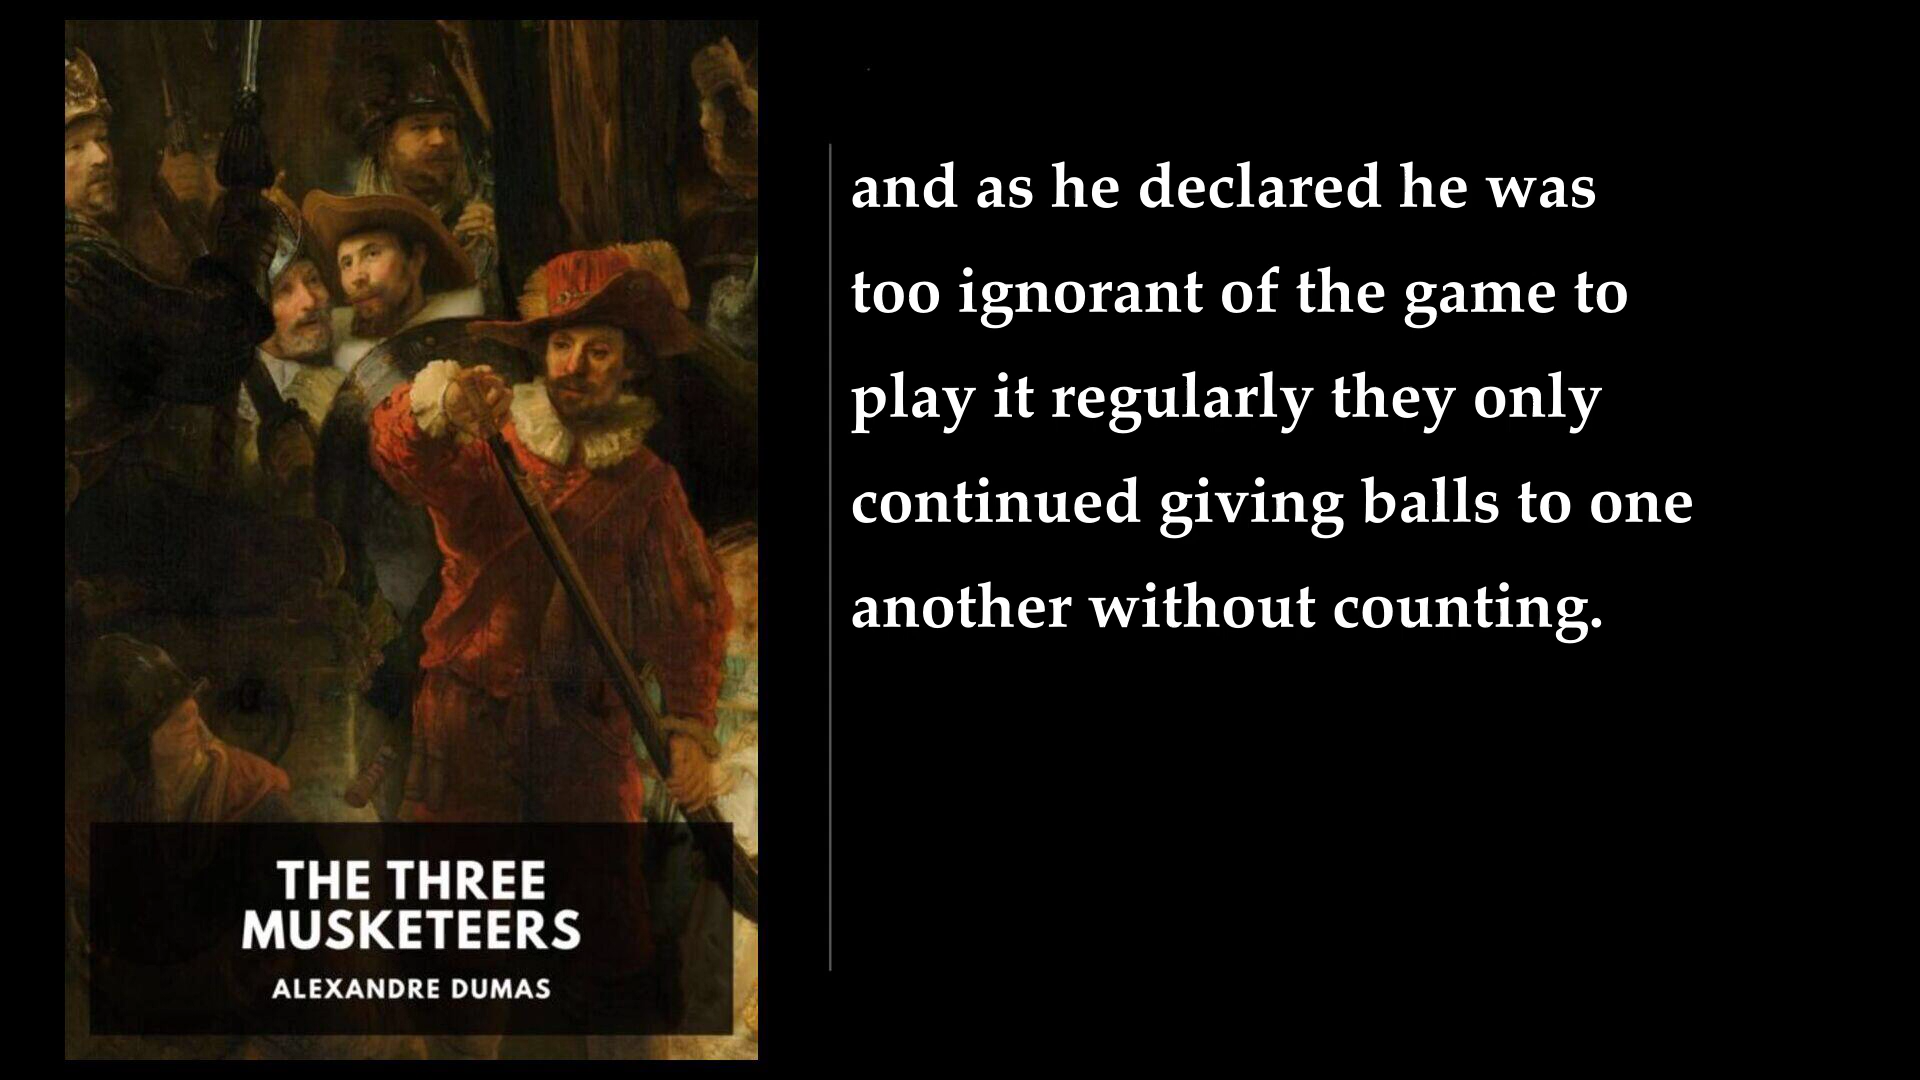 THE THREE
MUSKETEERS
ALEXANDRE DUMAS
and as he declared he was
too ignorant of the game to
play it regularly they only
continued giving balls to one
another without counting.